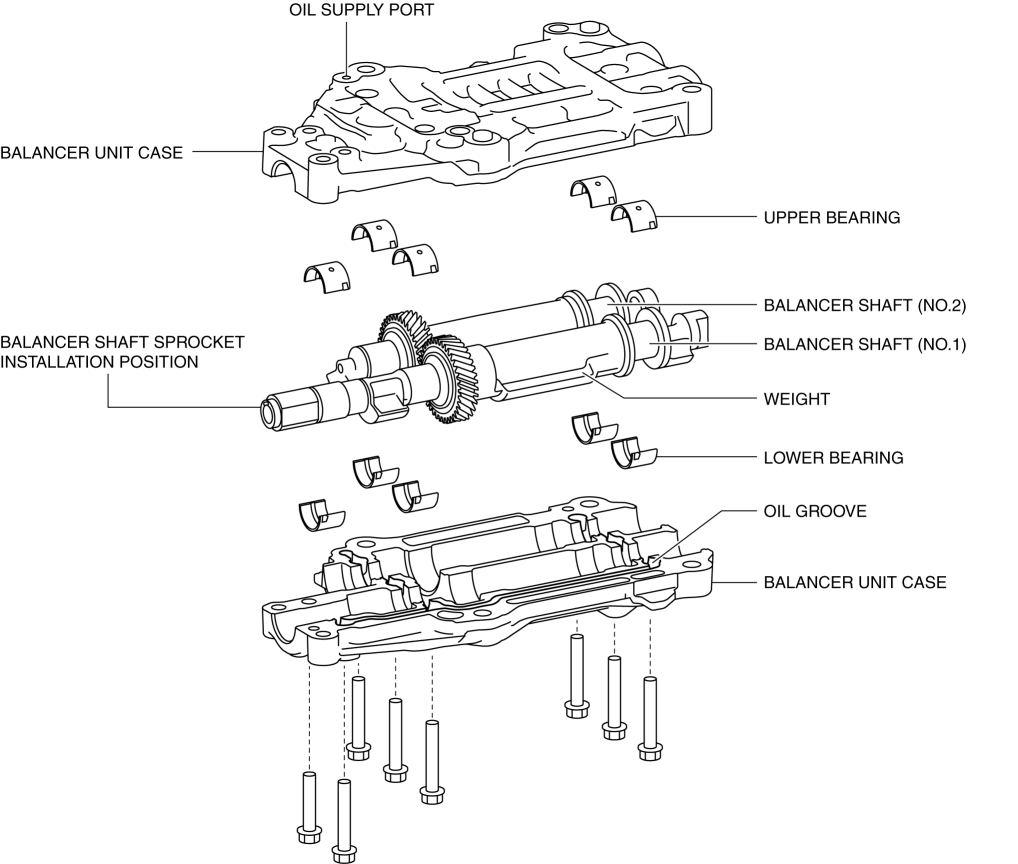 OIL SUPPLY PORT
BALANCER UNIT CASE
UPPER BEARING
BALANCER SHAFT (NO.2)
BALANCER SHAFT SPROCKET
INSTALLATION POSITION
BALANCER SHAFT (NO.1)
WEIGHT
LOWER BEARING
OIL GROOVE
BALANCER UNIT CASE